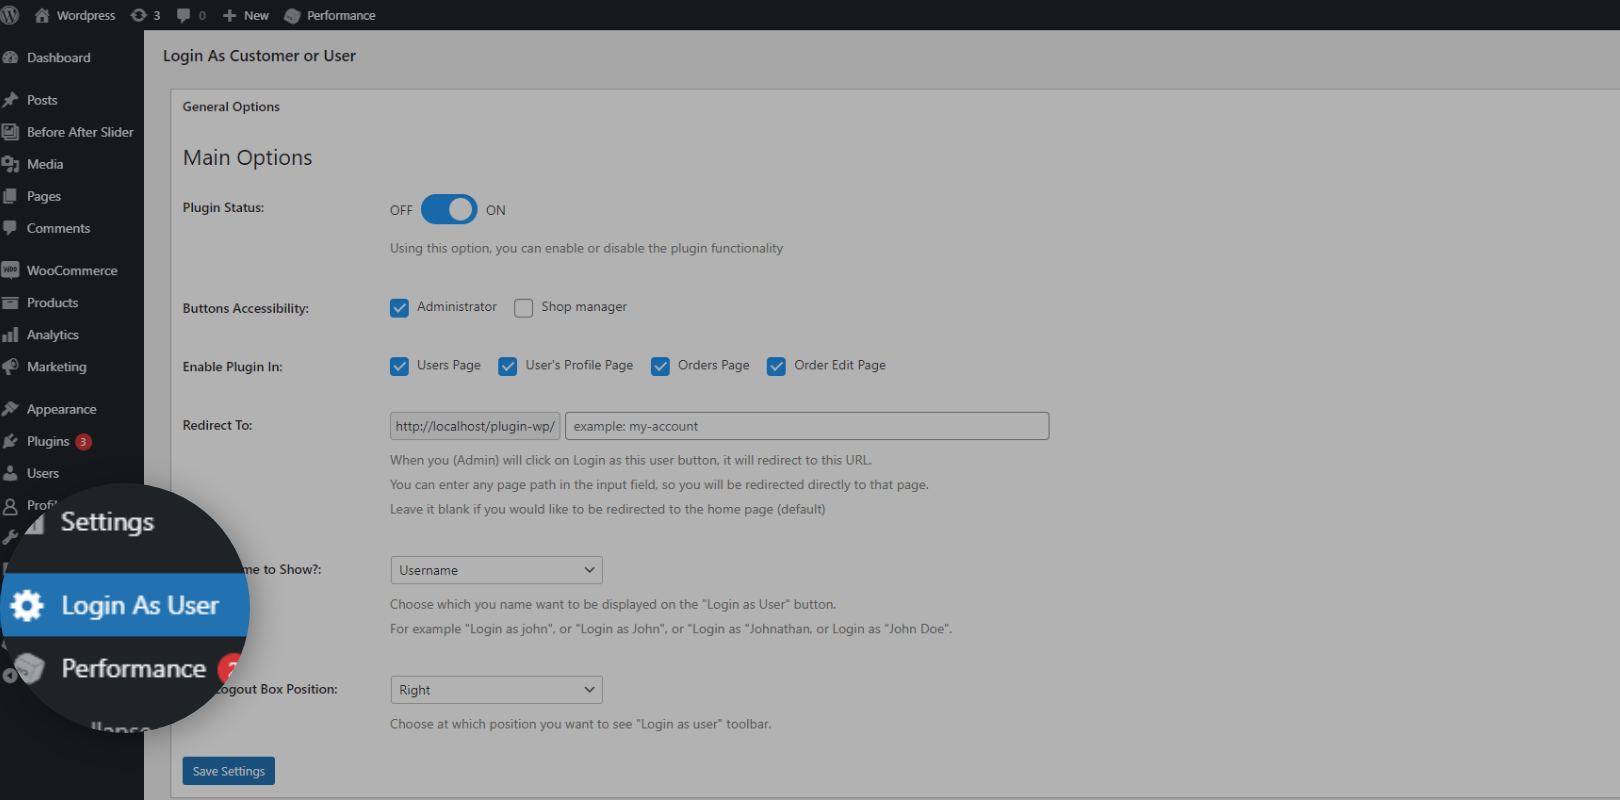 Wordpress 3 0 New Performance
Dashboard
Posts
Before After Slider
Media
Pages
Comments
WooCommerce
Products
Analytics
Marketing
Appearance
Plugins 3
Users
Settings
Login As User
Performance
Login As Customer or User
General Options
Main Options
Plugin Status: OFF ON
Using this option, you can enable or disable the plugin functionality
Buttons Accessibility: Administrator Shop manager
Enable Plugin In: Users Page User's Profile Page Orders Page Order Edit Page
Redirect To: http://localhost/plugin-wp/ example: my-account
When you (Admin) will click on Login as this user button, it will redirect to this URL.
You can enter any page path in the input field, so you will be redirected directly to that page.
Leave it blank if you would like to be redirected to the home page (default)
me to Show?: Username
Choose which you name want to be displayed on the "Login as User" button.
For example "Login as john", or "Login as John", or "Login as "Johnathan, or Login as "John Doe".
ogout Box Position: Right
Choose at which position you want to see "Login as user" toolbar.
Save Settings